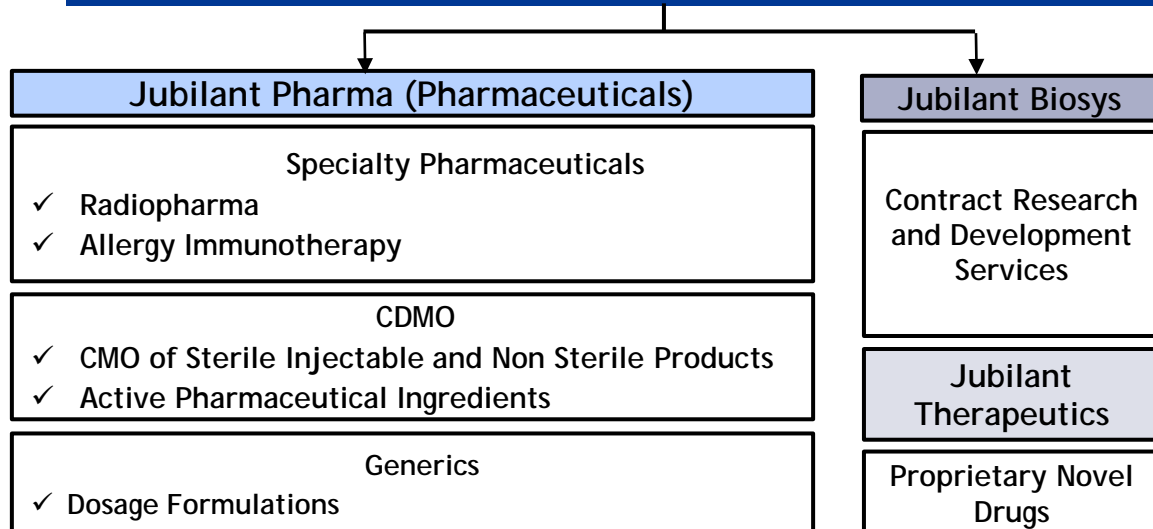 Jubilant Pharma (Pharmaceuticals)
Specialty Pharmaceuticals
✓ Radiopharma
✓ Allergy Immunotherapy
CDMO
✓ CMO of Sterile Injectable and Non Sterile Products
✓ Active Pharmaceutical Ingredients
Generics
✓ Dosage Formulations
Jubilant Biosys
Contract Research
and Development
Services
Jubilant
Therapeutics
Proprietary Novel
Drugs